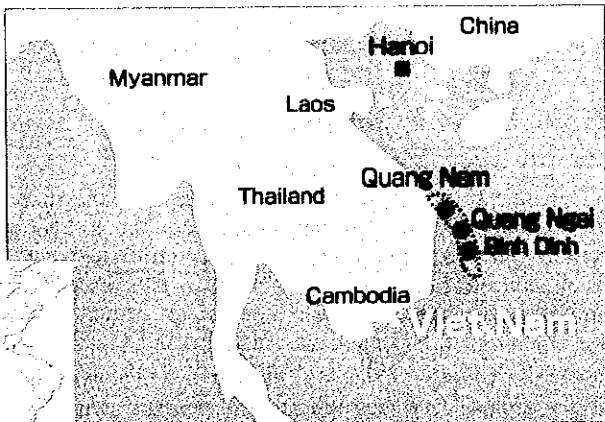 China
Hanoi
Myanmar
Laos
Quang Nam
Thailand
Quang Ngai
Binh Dinh
Cambodia
Viet Nam